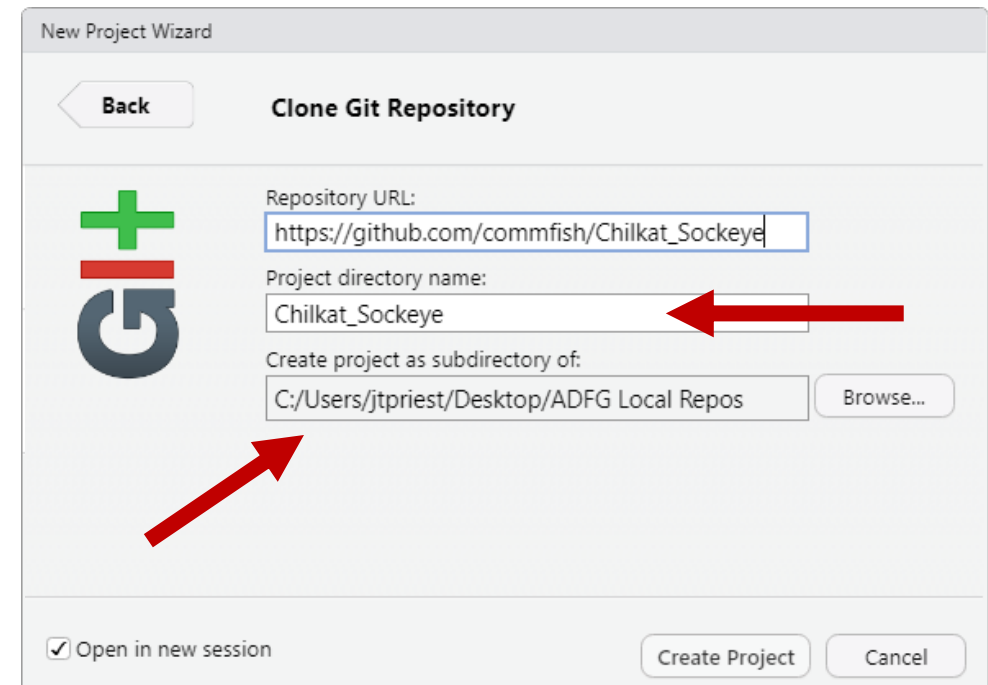 New Project Wizard
Back
Clone Git Repository
GIt
Repository URL:
https://github.com/commfish/Chilkat_Sockeye
Project directory name:
Chilkat_Sockeye
Create project as subdirectory of:
C:/Users/jtpriest/Desktop/ADFG Local Repos
Browse...
Open in new session
Create Project
Cancel